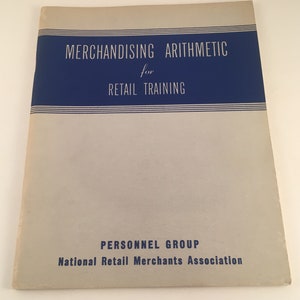 MERCHANDISING ARITHMETIC
for
RETAIL TRAINING
PERSONNEL GROUP
National Retail Merchants Association